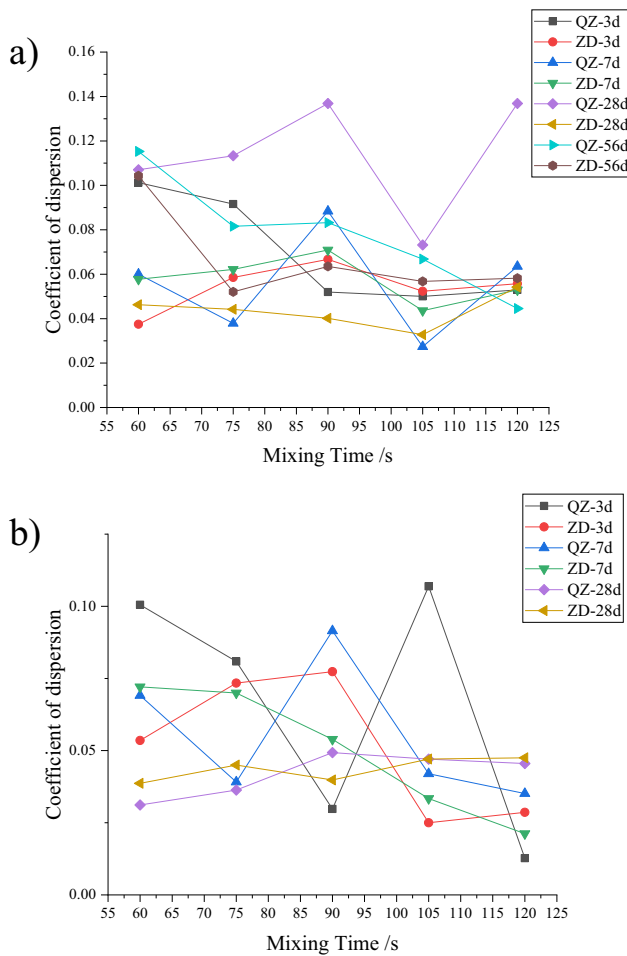 a)
QZ-3d
ZD-3d
QZ-7d
ZD-7d
QZ-28d
ZD-28d
QZ-56d
ZD-56d
0.16
0.14
0.12
0.10
0.08
0.06
0.04
0.02
0.00
Coefficient of dispersion
55 60 65 70 75 80 85 90 95 100 105 110 115 120 125
Mixing Time /s
b)
QZ-3d
ZD-3d
QZ-7d
ZD-7d
QZ-28d
ZD-28d
0.10
0.05
0.00
Coefficient of dispersion
55 60 65 70 75 80 85 90 95 100 105 110 115 120 125
Mixing Time /s